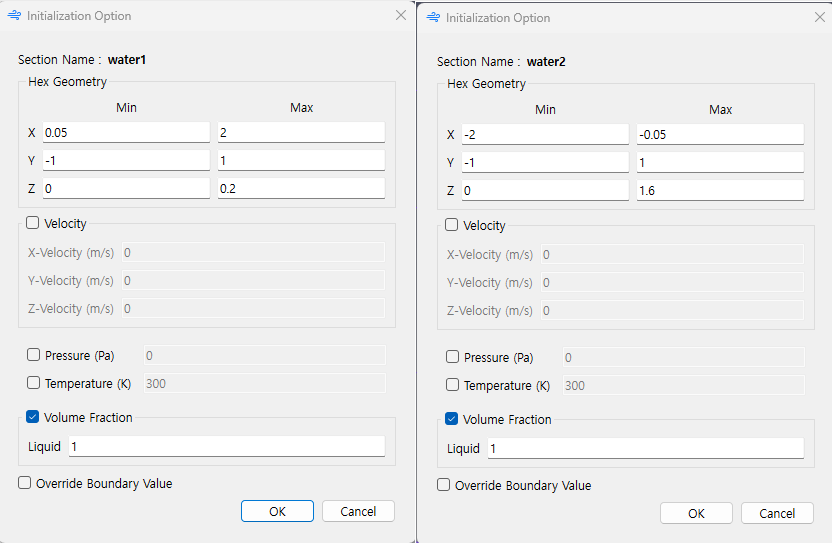 Initialization Option
Section Name : water1
Hex Geometry
Min Max
X 0.05 2
Y -1 1
Z 0 0.2
Velocity
X-Velocity (m/s) 0
Y-Velocity (m/s) 0
Z-Velocity (m/s) 0
Pressure (Pa) 0
Temperature (K) 300
Volume Fraction
Liquid 1
Override Boundary Value
OK Cancel
Initialization Option
Section Name : water2
Hex Geometry
Min Max
X -2 -0.05
Y -1 1
Z 0 1.6
Velocity
X-Velocity (m/s) 0
Y-Velocity (m/s) 0
Z-Velocity (m/s) 0
Pressure (Pa) 0
Temperature (K) 300
Volume Fraction
Liquid 1
Override Boundary Value
OK Cancel